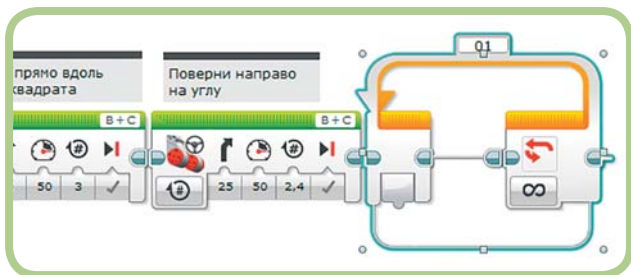 прямо вдоль
квадрата
Поверни направо
на углу
01
B+C
B+C
50
3
#
25
50
2,4
#
#
∞